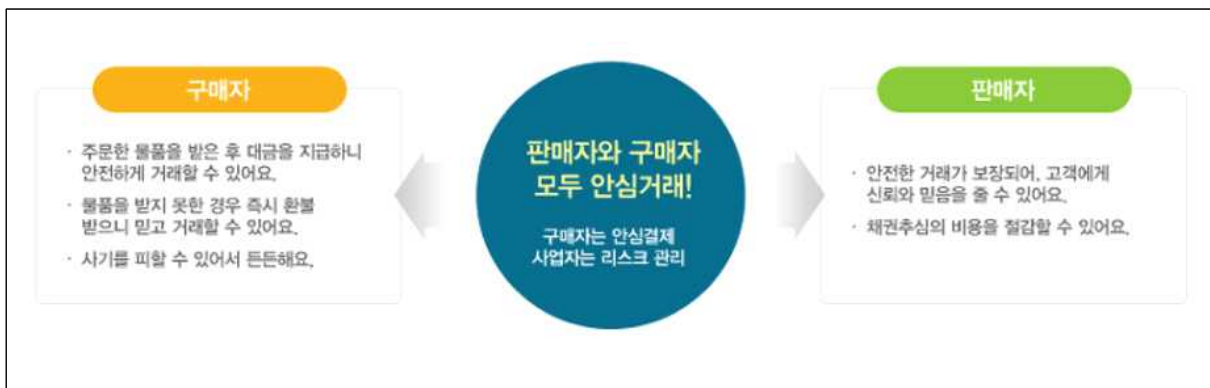 구매자
· 주문한 물품을 받은 후 대금을 지급하니
안전하게 거래할 수 있어요.
· 물품을 받지 못한 경우 즉시 환불
받으니 믿고 거래할 수 있어요.
· 사기를 피할 수 있어서 든든해요.
판매자와 구매자
모두 안심거래!
구매자는 안심결제
사업자는 리스크 관리
판매자
· 안전한 거래가 보장되어, 고객에게
신뢰와 믿음을 줄 수 있어요.
· 채권추심의 비용을 절감할 수 있어요.